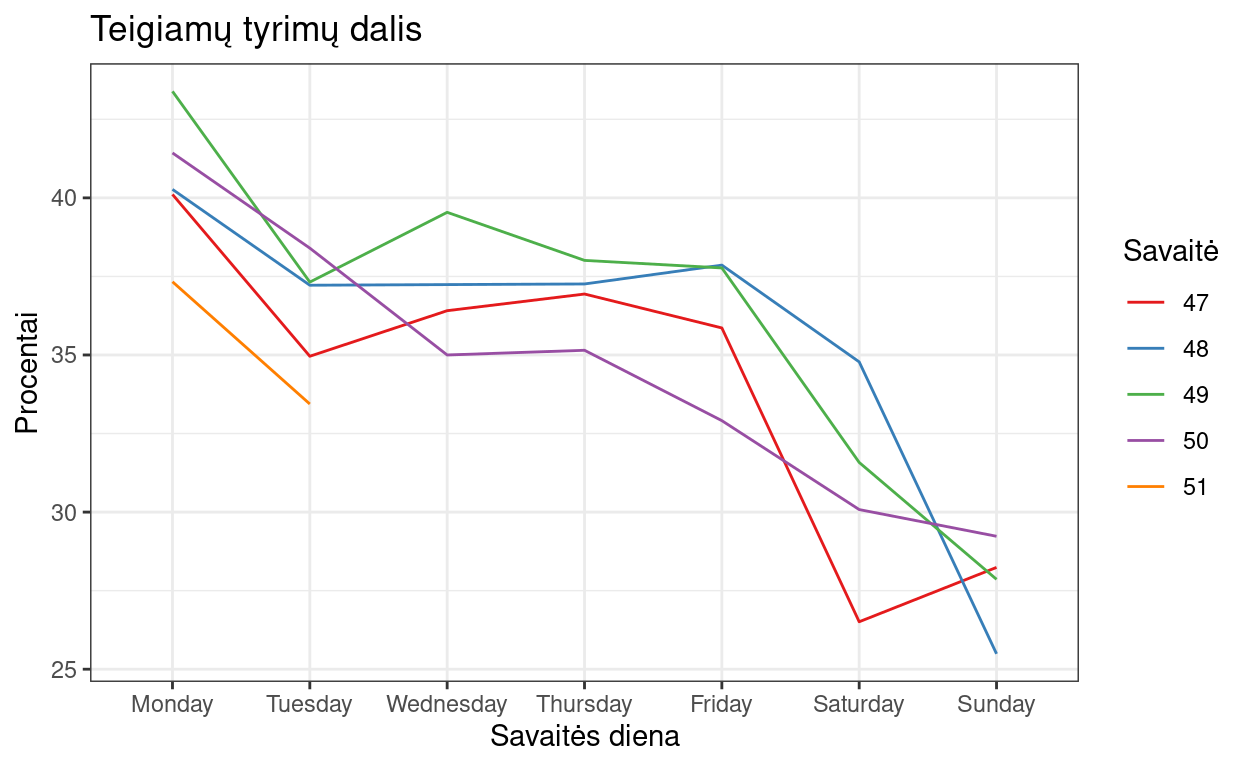 Teigiamų tyrimų dalis
Procentai
40
35
30
25
Monday
Tuesday
Wednesday
Thursday
Friday
Saturday
Sunday
Savaitės diena
Savaitė
47
48
49
50
51